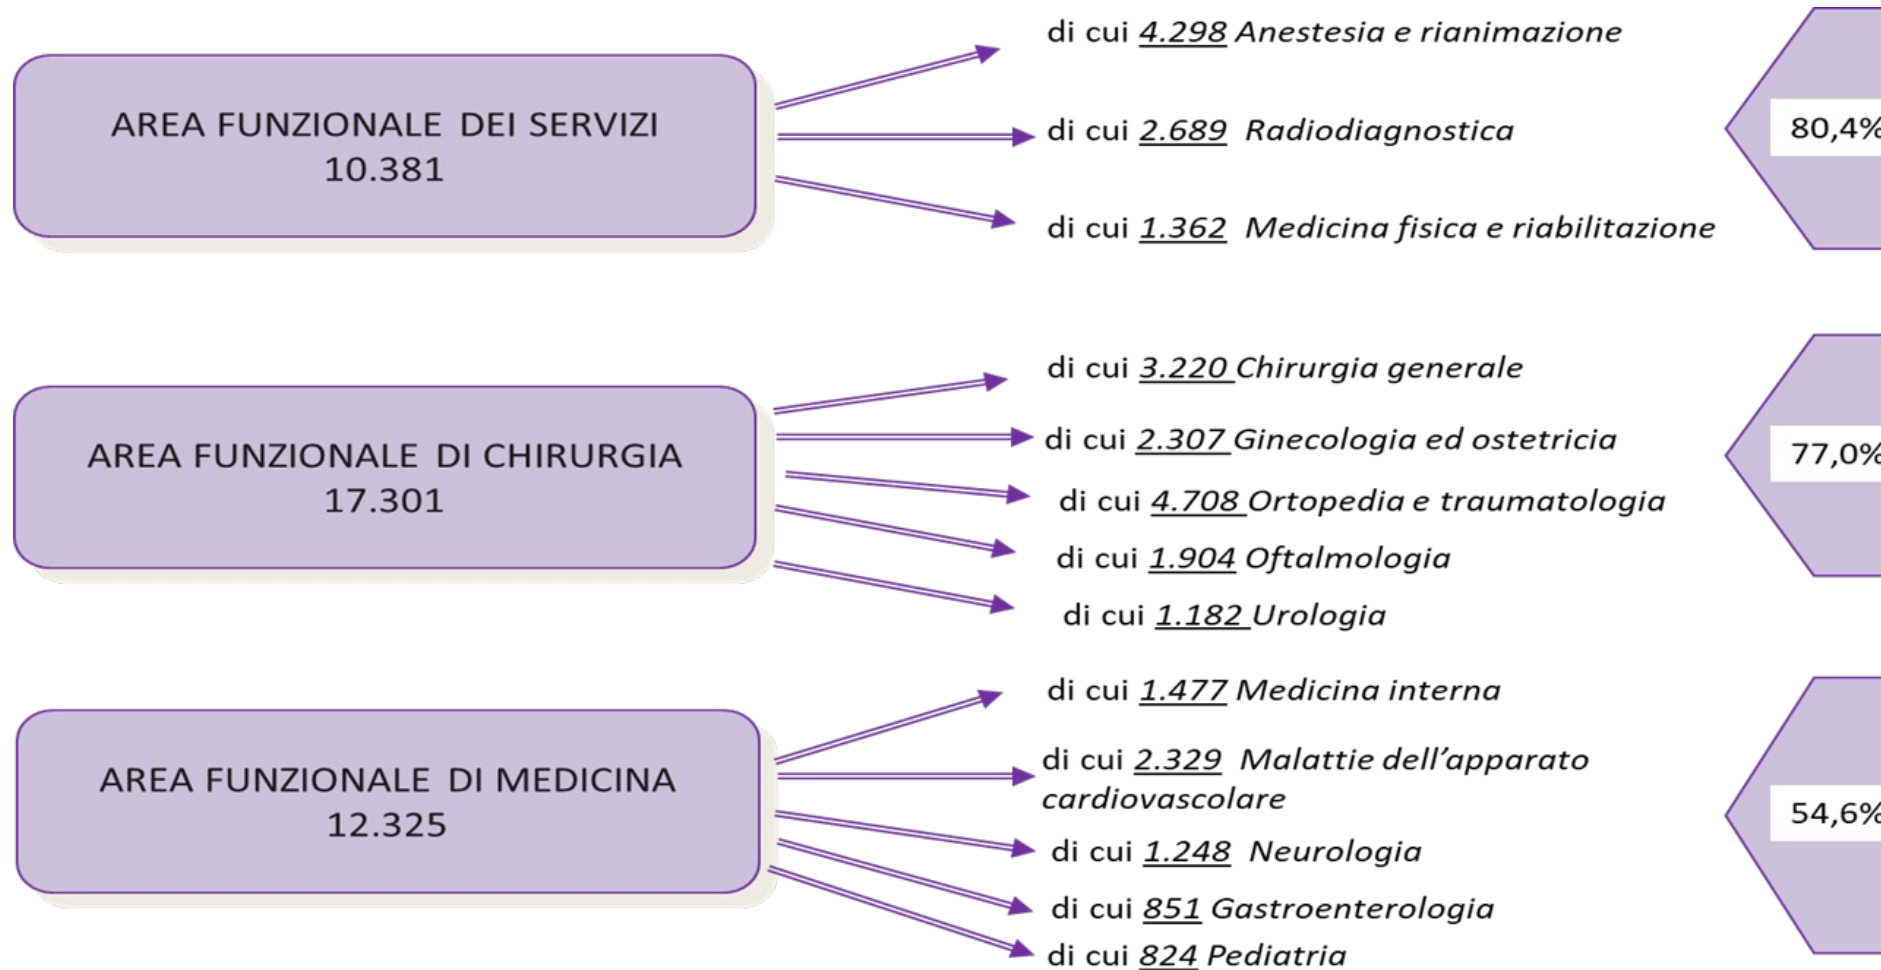 AREA FUNZIONALE DEI SERVIZI
10.381
di cui 4.298 Anestesia e rianimazione
di cui 2.689 Radiodiagnostica
di cui 1.362 Medicina fisica e riabilitazione
80,4%
AREA FUNZIONALE DI CHIRURGIA
17.301
di cui 3.220 Chirurgia generale
di cui 2.307 Ginecologia ed ostetricia
di cui 4.708 Ortopedia e traumatologia
di cui 1.904 Oftalmologia
di cui 1.182 Urologia
77,0%
AREA FUNZIONALE DI MEDICINA
12.325
di cui 1.477 Medicina interna
di cui 2.329 Malattie dell’apparato
cardiovascolare
di cui 1.248 Neurologia
di cui 851 Gastroenterologia
di cui 824 Pediatria
54,6%